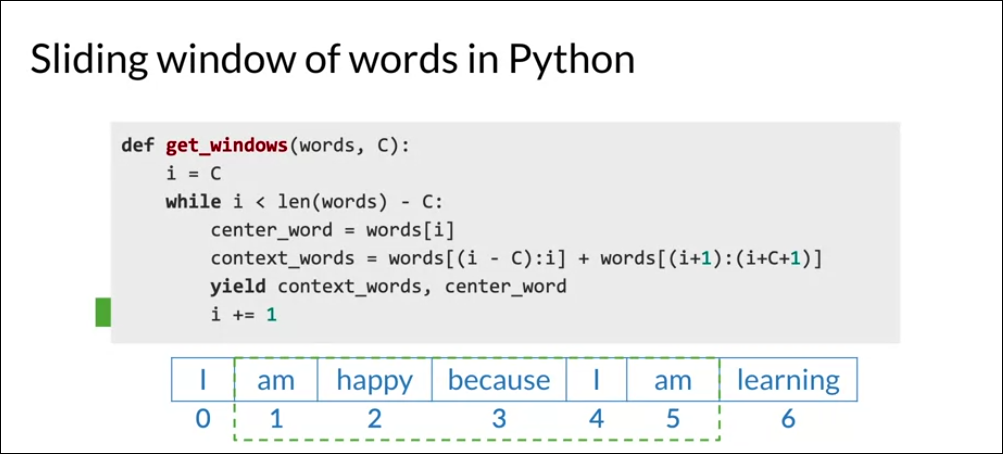 Sliding window of words in Python
def get_windows(words, C):
    i = C
    while i < len(words) - C:
        center_word = words[i]
        context_words = words[(i - C):i] + words[(i+1):(i+C+1)]
        yield context_words, center_word
        i += 1
I am happy because I am learning
0 1 2 3 4 5 6